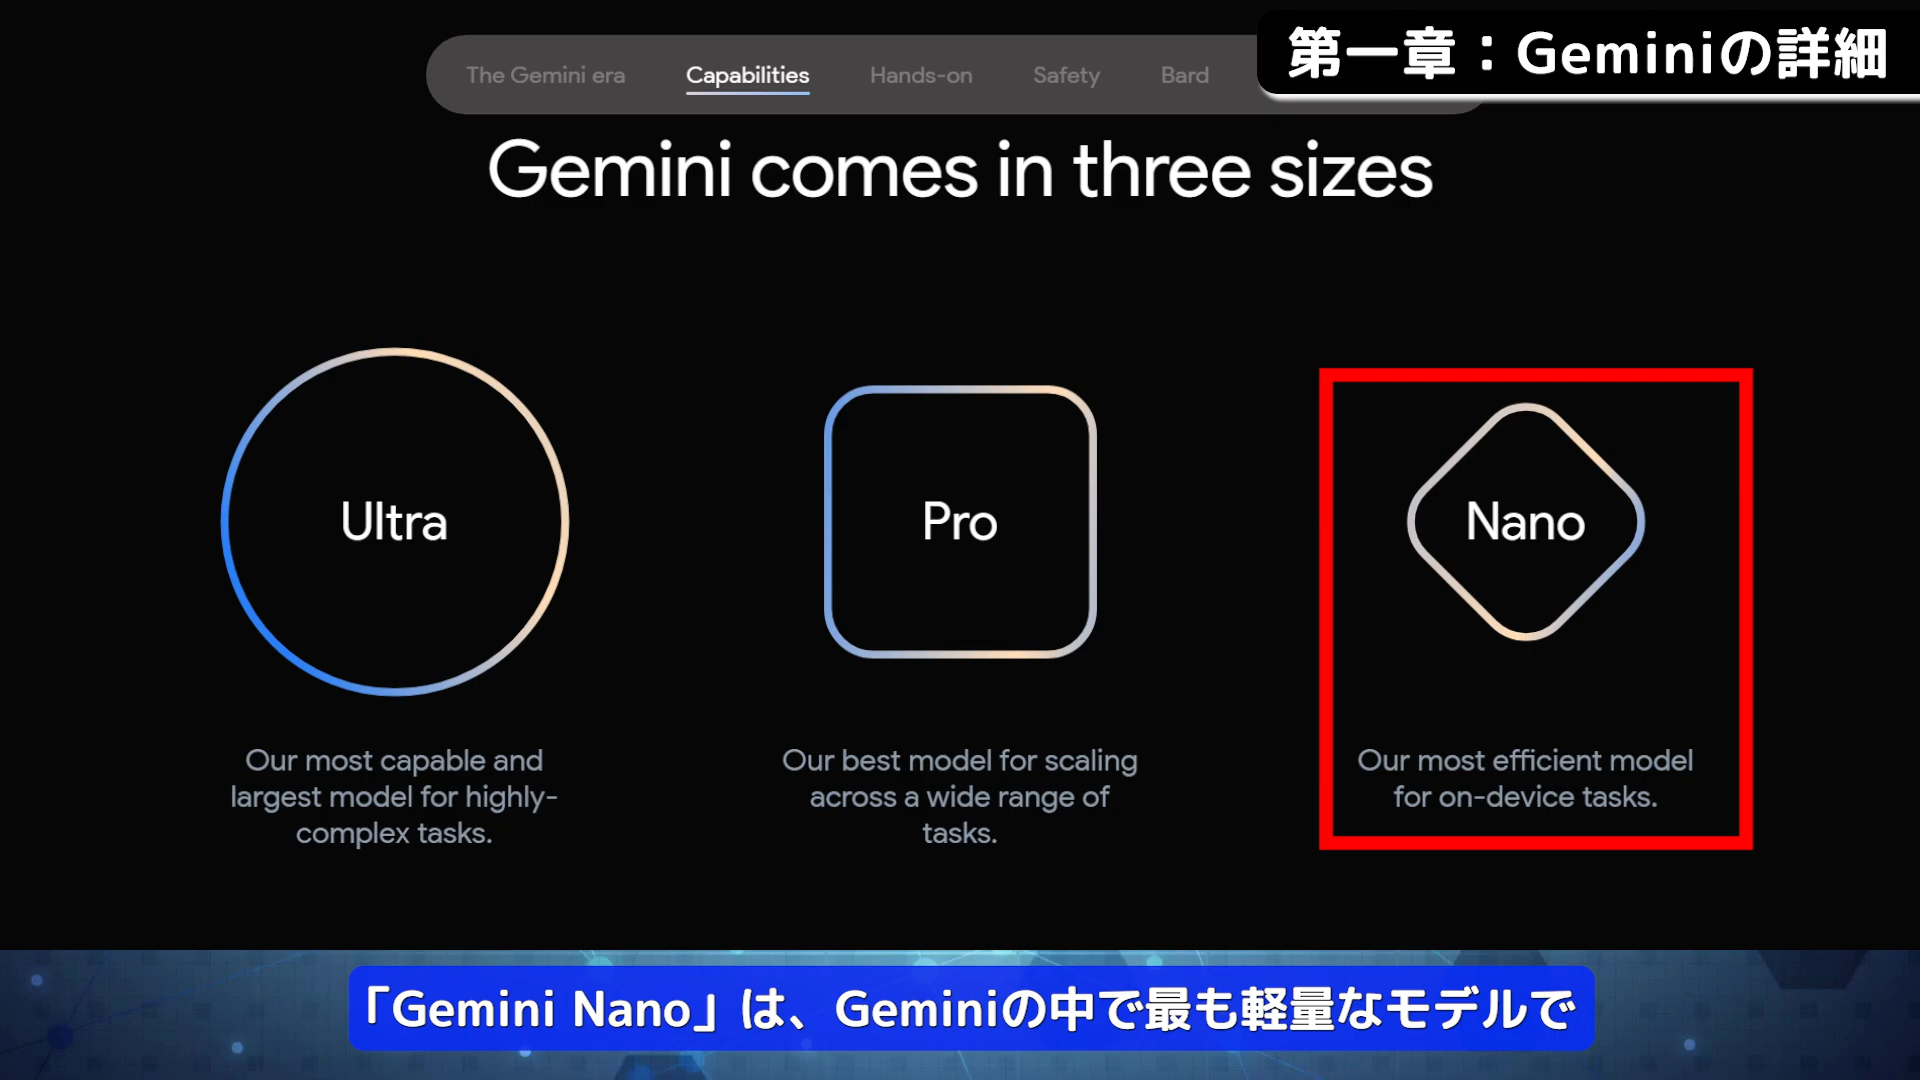 第一章：Geminiの詳細
The Gemini era
Capabilities
Hands-on
Safety
Bard
Gemini comes in three sizes
Ultra
Our most capable and
largest model for highly-
complex tasks.
Pro
Our best model for scaling
across a wide range of
tasks.
Nano
Our most efficient model
for on-device tasks.
「Gemini Nano」は、Geminiの中で最も軽量なモデルで